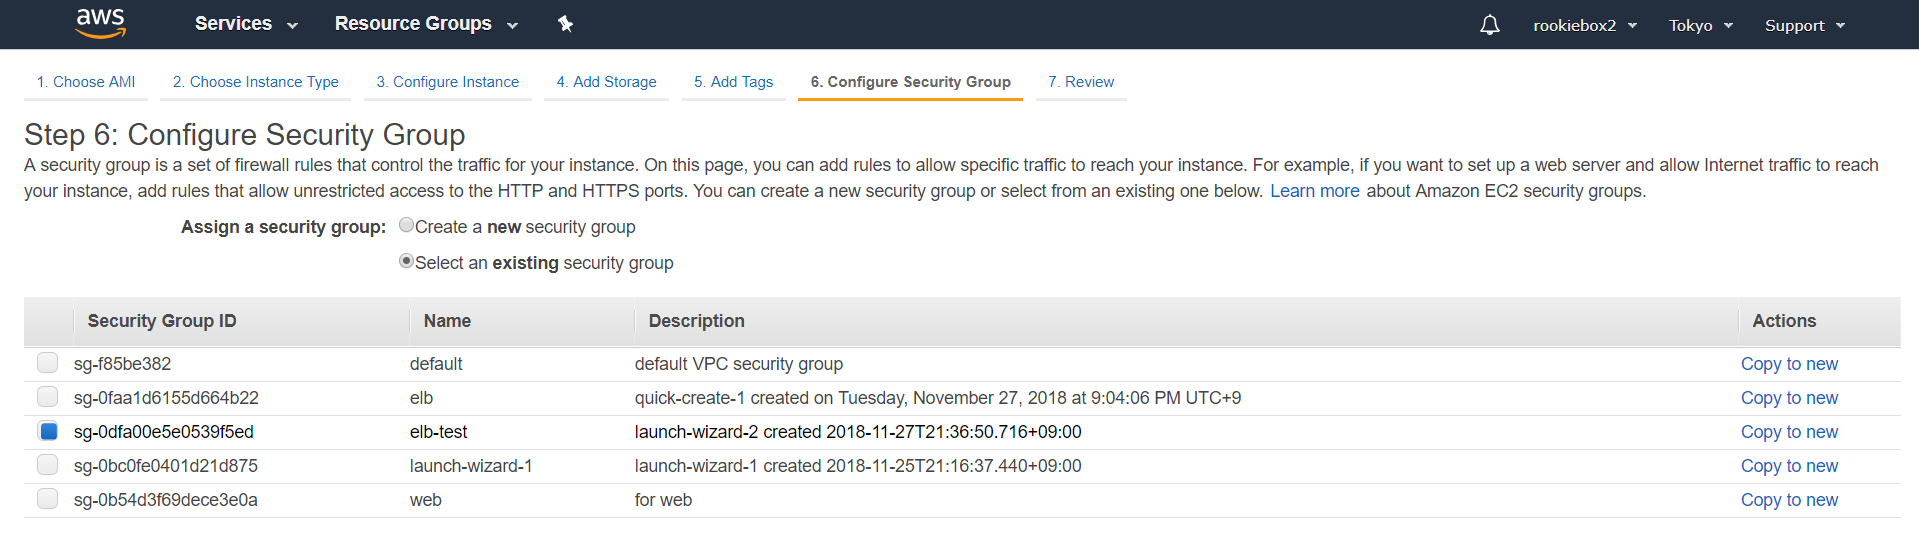 aws Services Resource Groups rookiebox2 Tokyo Support
1. Choose AMI 2. Choose Instance Type 3. Configure Instance 4. Add Storage 5. Add Tags 6. Configure Security Group 7. Review
Step 6: Configure Security Group
A security group is a set of firewall rules that control the traffic for your instance. On this page, you can add rules to allow specific traffic to reach your instance. For example, if you want to set up a web server and allow Internet traffic to reach
your instance, add rules that allow unrestricted access to the HTTP and HTTPS ports. You can create a new security group or select from an existing one below. Learn more about Amazon EC2 security groups.
Assign a security group: Create a new security group
Select an existing security group
Security Group ID Name Description Actions
sg-f85be382 default default VPC security group Copy to new
sg-0faa1d6155d664b22 elb quick-create-1 created on Tuesday, November 27, 2018 at 9:04:06 PM UTC+9 Copy to new
sg-0dfa00e5e0539f5ed elb-test launch-wizard-2 created 2018-11-27T21:36:50.716+09:00 Copy to new
sg-0bc0fe0401d21d875 launch-wizard-1 launch-wizard-1 created 2018-11-25T21:16:37.440+09:00 Copy to new
sg-0b54d3f69dece3e0a web for web Copy to new